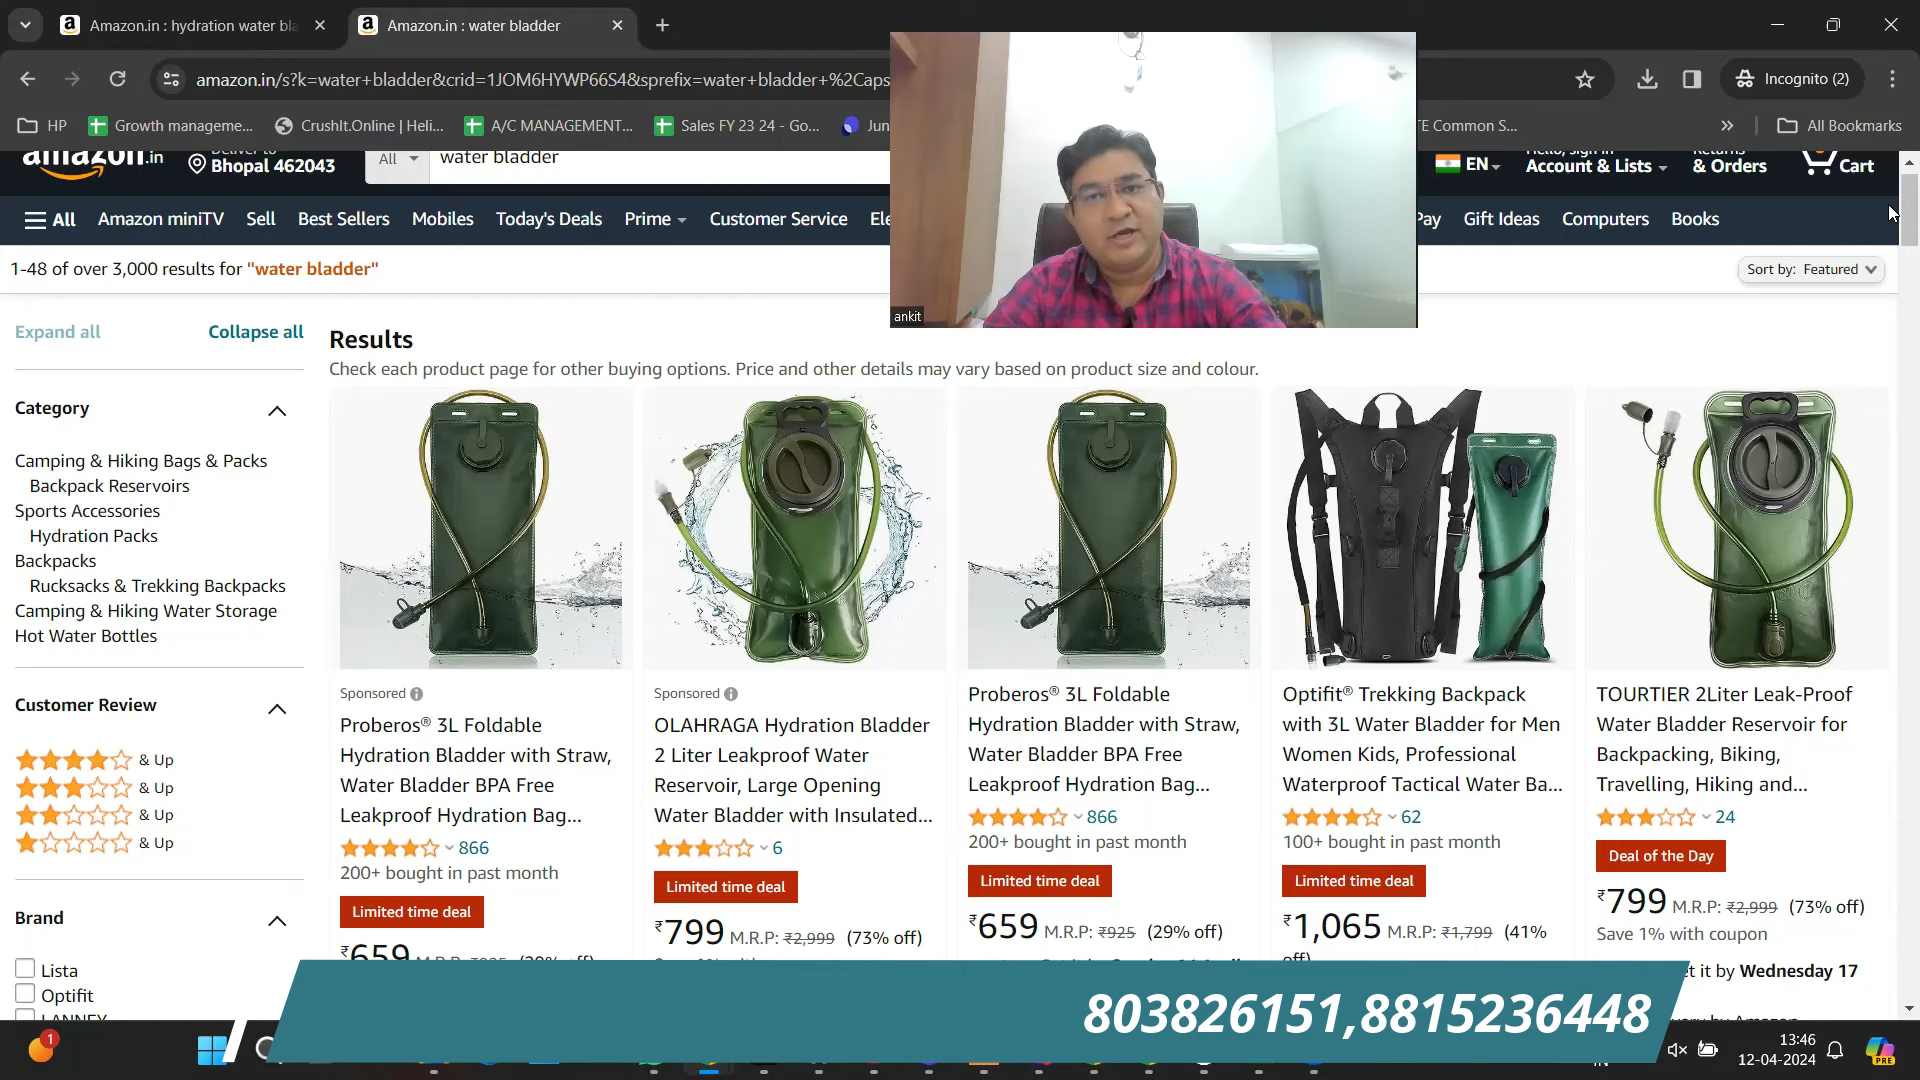 Amazon.in : hydration water bla
Amazon.in : water bladder
amazon.in/s?k=water+bladder&crid=1JOM6HYWP66S4&sprefix=water+bladder+%2Caps
Incognito (2)
HP
Growth manageme...
CrushIt.Online | Heli...
A/C MANAGEMENT...
Sales FY 23 24 - Go...
Jun
TE Common S...
All Bookmarks
amazon.in
Deliver to
Bhopal 462043
All
water bladder
EN
Hello, sign in
Account & Lists
Returns
& Orders
Cart
All
Amazon miniTV
Sell
Best Sellers
Mobiles
Today's Deals
Prime
Customer Service
Ele
Pay
Gift Ideas
Computers
Books
ankit
1-48 of over 3,000 results for "water bladder"
Sort by: Featured
Expand all
Collapse all
Category
Camping & Hiking Bags & Packs
Backpack Reservoirs
Sports Accessories
Hydration Packs
Backpacks
Rucksacks & Trekking Backpacks
Camping & Hiking Water Storage
Hot Water Bottles
Customer Review
& Up
& Up
& Up
& Up
Brand
Lista
Optifit
LANNEY
Results
Check each product page for other buying options. Price and other details may vary based on product size and colour.
Sponsored
Proberos® 3L Foldable
Hydration Bladder with Straw,
Water Bladder BPA Free
Leakproof Hydration Bag...
866
200+ bought in past month
Limited time deal
₹659 M.R.P: ₹925 (29% off)
Sponsored
OLAHRAGA Hydration Bladder
2 Liter Leakproof Water
Reservoir, Large Opening
Water Bladder with Insulated...
6
Limited time deal
₹799 M.R.P: ₹2,999 (73% off)
Proberos® 3L Foldable
Hydration Bladder with Straw,
Water Bladder BPA Free
Leakproof Hydration Bag...
866
200+ bought in past month
Limited time deal
₹659 M.R.P: ₹925 (29% off)
Optifit® Trekking Backpack
with 3L Water Bladder for Men
Women Kids, Professional
Waterproof Tactical Water Ba...
62
100+ bought in past month
Limited time deal
₹1,065 M.R.P: ₹1,799 (41%
off)
TOURTIER 2Liter Leak-Proof
Water Bladder Reservoir for
Backpacking, Biking,
Travelling, Hiking and...
24
Deal of the Day
₹799 M.R.P: ₹2,999 (73% off)
Save 1% with coupon
et it by Wednesday 17
803826151,8815236448
1
13:46
12-04-2024
PRE